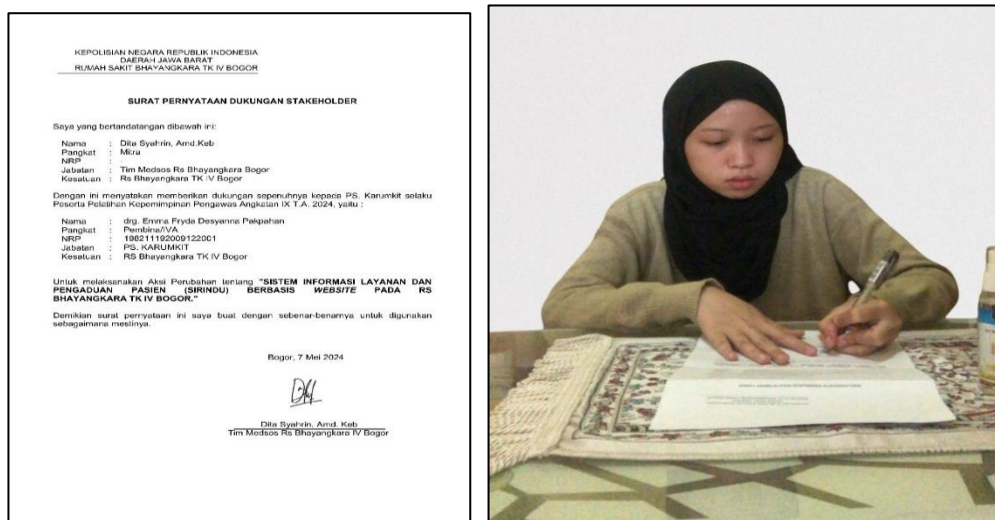 KEPOLISIAN NEGARA REPUBLIK INDONESIA
DAERAH JAWA BARAT
RUMAH SAKIT BHAYANGKARA TK IV BOGOR
SURAT PERNYATAAN DUKUNGAN STAKEHOLDER
Saya yang bertandatangan dibawah ini:
Nama : Dita Syahrin, Amd.Keb
Pangkat : Mitra
NRP : -
Jabatan : Tim Medsos Rs Bhayangkara Bogor
Kesatuan : Rs Bhayangkara TK IV Bogor
Dengan ini menyatakan memberikan dukungan sepenuhnya kepada PS. Karumkit selaku
Peserta Pelatihan Kepemimpinan Pengawas Angkatan IX T.A. 2024, yaitu :
Nama : drg. Emma Fryda Desyanna Pakpahan
Pangkat : Pembina/IVA
NRP : 198211192009122001
Jabatan : PS. KARUMKIT
Kesatuan : RS Bhayangkara TK IV Bogor
Untuk melaksanakan Aksi Perubahan tentang "SISTEM INFORMASI LAYANAN DAN
PENGADUAN PASIEN (SIRINDU) BERBASIS WEBSITE PADA RS
BHAYANGKARA TK IV BOGOR."
Demikian surat pernyataan ini saya buat dengan sebenar-benarnya untuk digunakan
sebagaimana mestinya.
Bogor, 7 Mei 2024
Dita Syahrin, Amd. Keb
Tim Medsos Rs Bhayangkara IV Bogor